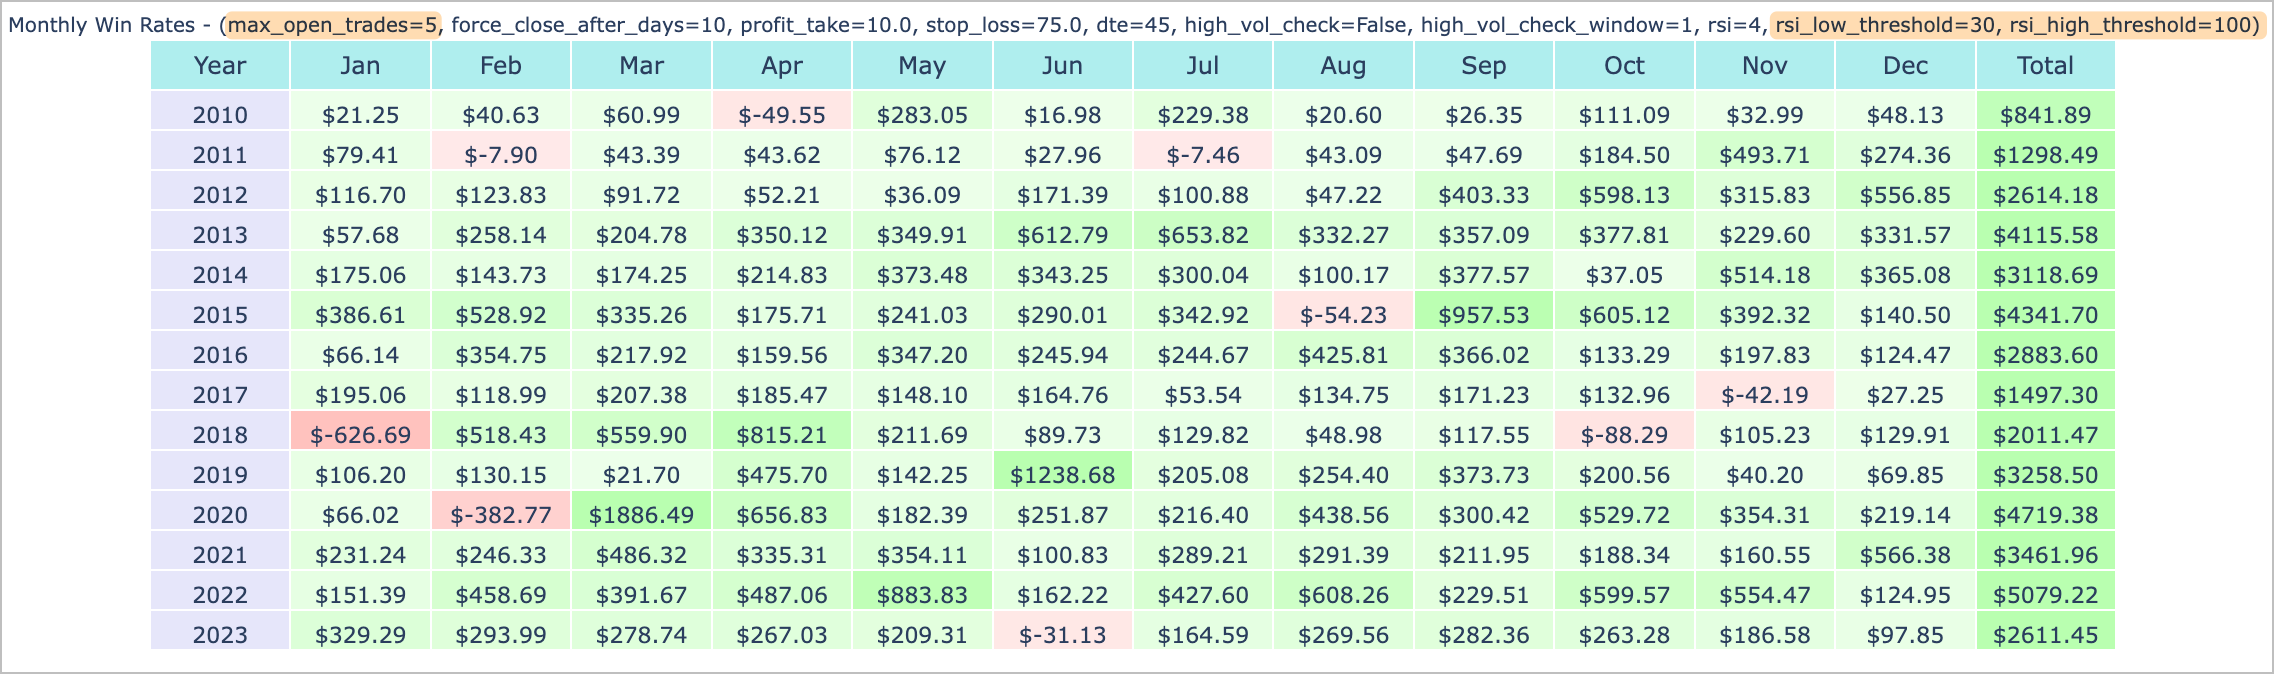 Monthly Win Rates - (max_open_trades=5, force_close_after_days=10, profit_take=10.0, stop_loss=75.0, dte=45, high_vol_check=False, high_vol_check_window=1, rsi=4, rsi_low_threshold=30, rsi_high_threshold=100)
Year Jan Feb Mar Apr May Jun Jul Aug Sep Oct Nov Dec Total
2010 $21.25 $40.63 $60.99 $-49.55 $283.05 $16.98 $229.38 $20.60 $26.35 $111.09 $32.99 $48.13 $841.89
2011 $79.41 $-7.90 $43.39 $43.62 $76.12 $27.96 $-7.46 $43.09 $47.69 $184.50 $493.71 $274.36 $1298.49
2012 $116.70 $123.83 $91.72 $52.21 $36.09 $171.39 $100.88 $47.22 $403.33 $598.13 $315.83 $556.85 $2614.18
2013 $57.68 $258.14 $204.78 $350.12 $349.91 $612.79 $653.82 $332.27 $357.09 $377.81 $229.60 $331.57 $4115.58
2014 $175.06 $143.73 $174.25 $214.83 $373.48 $343.25 $300.04 $100.17 $377.57 $37.05 $514.18 $365.08 $3118.69
2015 $386.61 $528.92 $335.26 $175.71 $241.03 $290.01 $342.92 $-54.23 $957.53 $605.12 $392.32 $140.50 $4341.70
2016 $66.14 $354.75 $217.92 $159.56 $347.20 $245.94 $244.67 $425.81 $366.02 $133.29 $197.83 $124.47 $2883.60
2017 $195.06 $118.99 $207.38 $185.47 $148.10 $164.76 $53.54 $134.75 $171.23 $132.96 $-42.19 $27.25 $1497.30
2018 $-626.69 $518.43 $559.90 $815.21 $211.69 $89.73 $129.82 $48.98 $117.55 $-88.29 $105.23 $129.91 $2011.47
2019 $106.20 $130.15 $21.70 $475.70 $142.25 $1238.68 $205.08 $254.40 $373.73 $200.56 $40.20 $69.85 $3258.50
2020 $66.02 $-382.77 $1886.49 $656.83 $182.39 $251.87 $216.40 $438.56 $300.42 $529.72 $354.31 $219.14 $4719.38
2021 $231.24 $246.33 $486.32 $335.31 $354.11 $100.83 $289.21 $291.39 $211.95 $188.34 $160.55 $566.38 $3461.96
2022 $151.39 $458.69 $391.67 $487.06 $883.83 $162.22 $427.60 $608.26 $229.51 $599.57 $554.47 $124.95 $5079.22
2023 $329.29 $293.99 $278.74 $267.03 $209.31 $-31.13 $164.59 $269.56 $282.36 $263.28 $186.58 $97.85 $2611.45